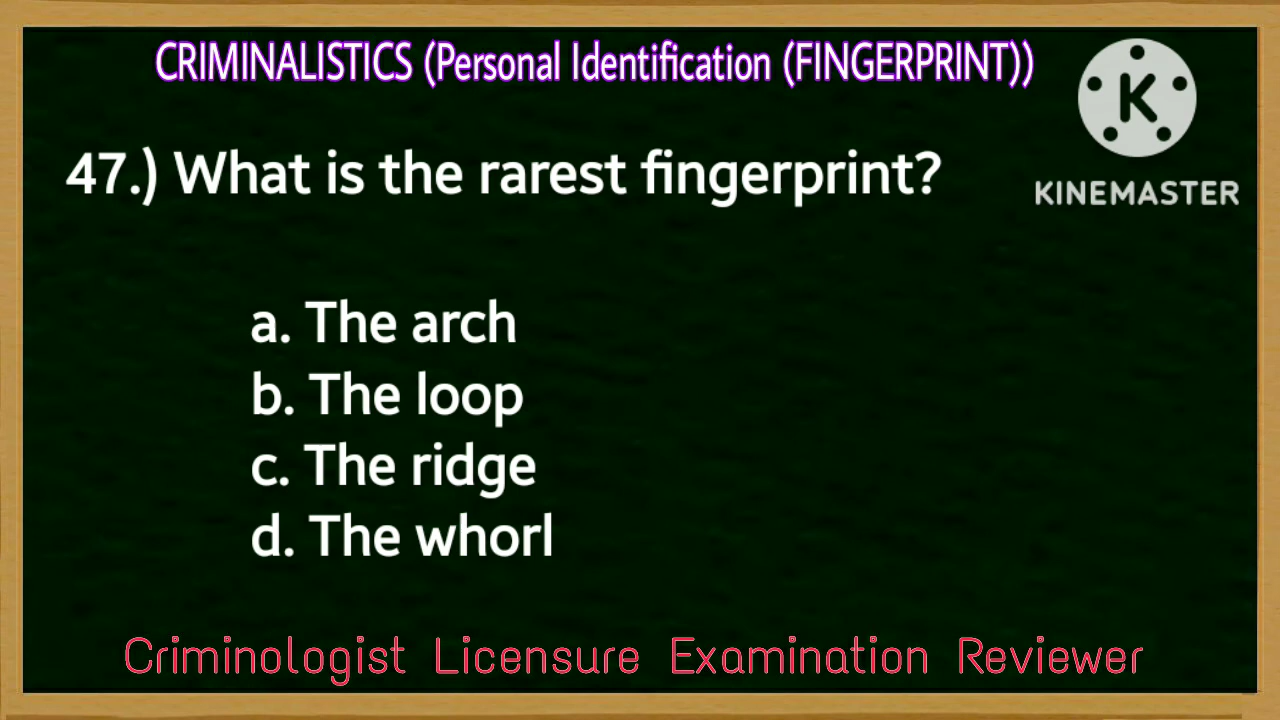 CRIMINALISTICS (Personal Identification (FINGERPRINT))
K
KINEMASTER
47.) What is the rarest fingerprint?
a. The arch
b. The loop
c. The ridge
d. The whorl
Criminologist Licensure Examination Reviewer